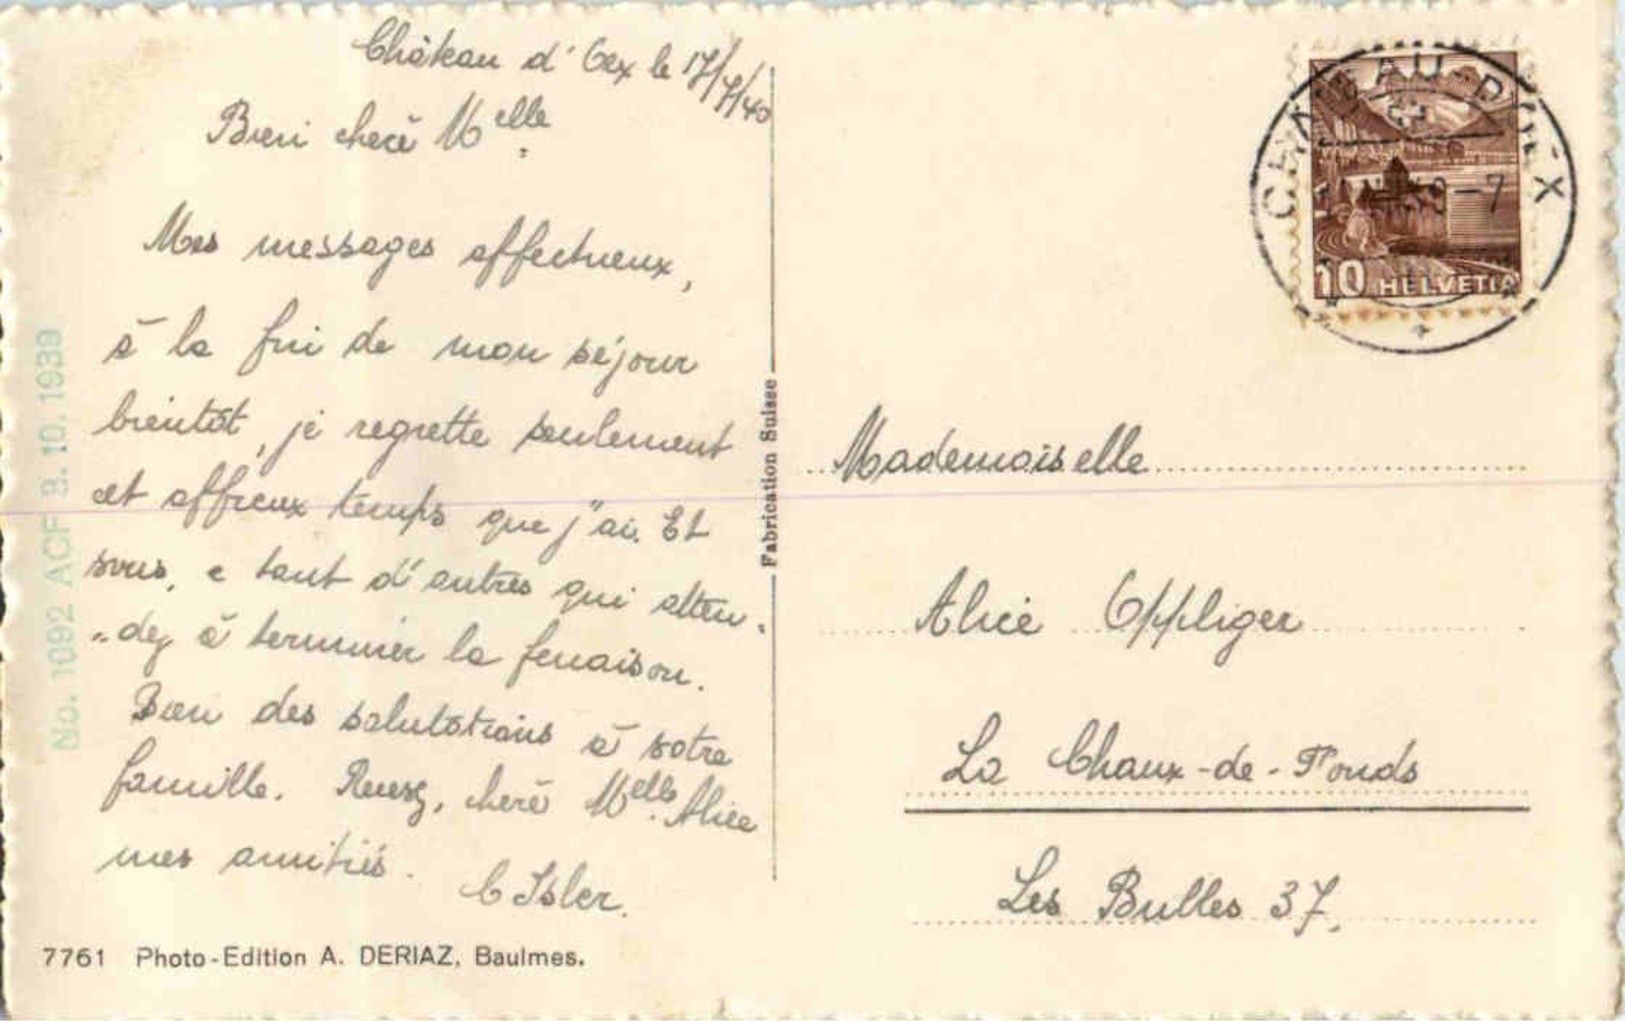 Château d'Oex le 17/7/40
Bien chère Melle
Mes messages affectueux,
à la fin de mon séjour
bientôt, je regrette seulement
cet affreux temps que j'ai. Et
vous, e tant d'autres qui atten-
-dez à terminer la fenaison.
Bien des salutations à votre
famille. Recevez, chère Melle Alice
mes amitiés.
C Isler.
7761 Photo-Edition A. DERIAZ, Baulmes.
No. 1092 ACF 3. 10. 1939
Fabrication Suisse
CHÂTEAU-D'OEX
10 HELVETIA
Mademoiselle
Alice Oppliger
La Chaux-de-Fonds
Les Bulles 37,